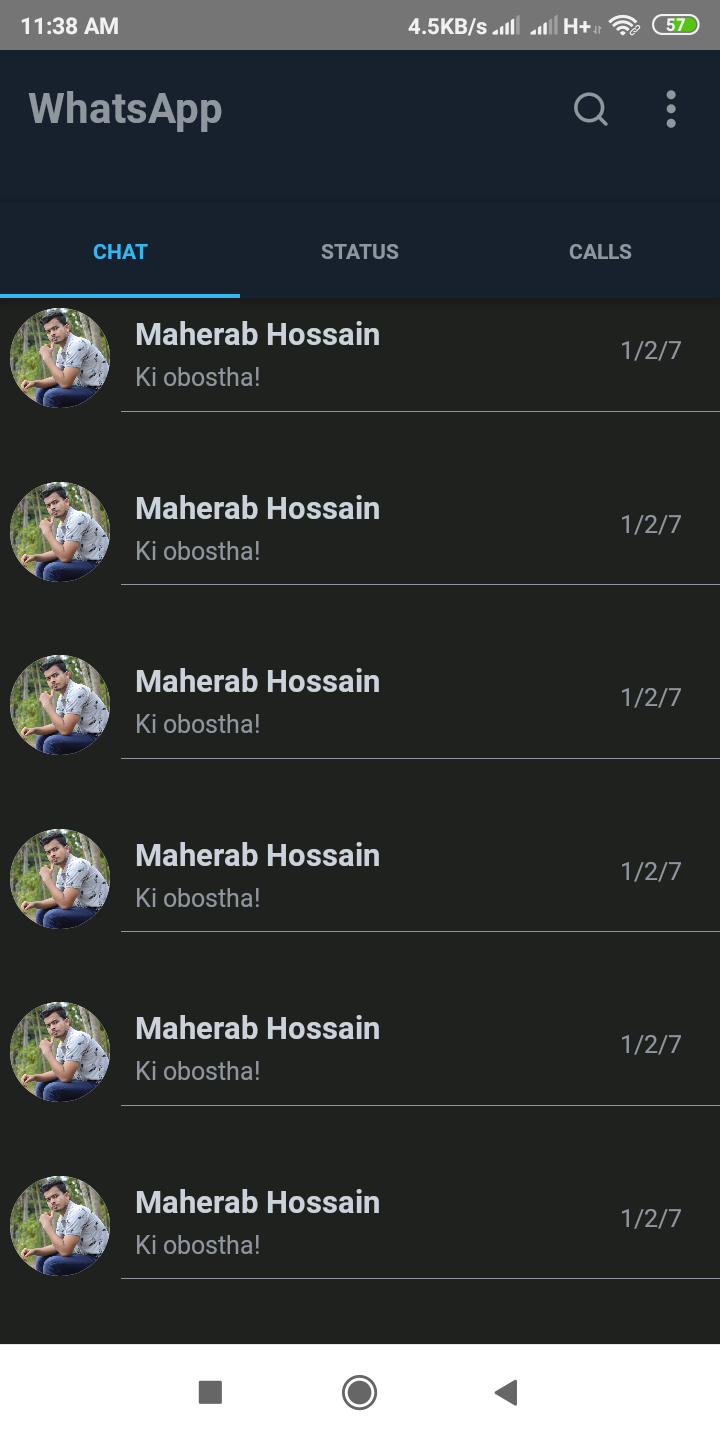 11:38 AM 4.5KB/s H+ 57
WhatsApp
CHAT STATUS CALLS
Maherab Hossain
1/2/7
Ki obostha!
Maherab Hossain
1/2/7
Ki obostha!
Maherab Hossain
1/2/7
Ki obostha!
Maherab Hossain
1/2/7
Ki obostha!
Maherab Hossain
1/2/7
Ki obostha!
Maherab Hossain
1/2/7
Ki obostha!